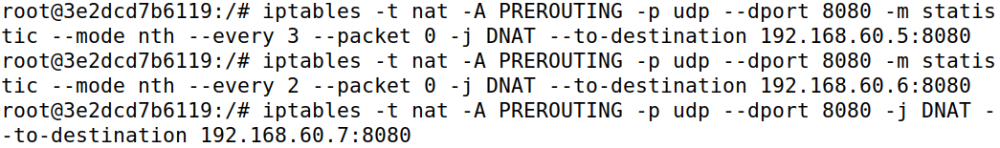 root@3e2dcd7b6119:/# iptables -t nat -A PREROUTING -p udp --dport 8080 -m statis
tic --mode nth --every 3 --packet 0 -j DNAT --to-destination 192.168.60.5:8080
root@3e2dcd7b6119:/# iptables -t nat -A PREROUTING -p udp --dport 8080 -m statis
tic --mode nth --every 2 --packet 0 -j DNAT --to-destination 192.168.60.6:8080
root@3e2dcd7b6119:/# iptables -t nat -A PREROUTING -p udp --dport 8080 -j DNAT -
-to-destination 192.168.60.7:8080